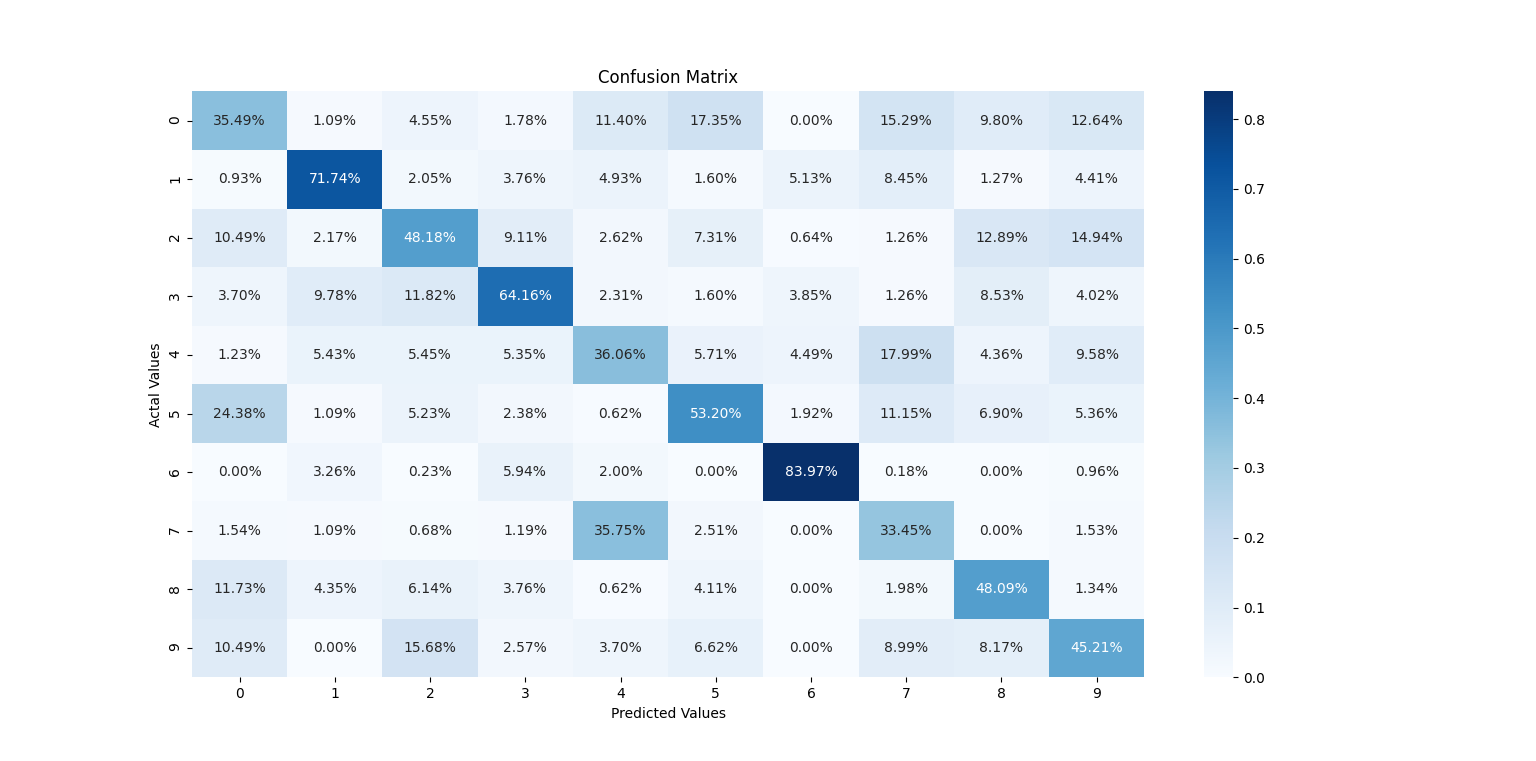 Confusion Matrix
0 35.49% 1.09% 4.55% 1.78% 11.40% 17.35% 0.00% 15.29% 9.80% 12.64%
1 0.93% 71.74% 2.05% 3.76% 4.93% 1.60% 5.13% 8.45% 1.27% 4.41%
2 10.49% 2.17% 48.18% 9.11% 2.62% 7.31% 0.64% 1.26% 12.89% 14.94%
3 3.70% 9.78% 11.82% 64.16% 2.31% 1.60% 3.85% 1.26% 8.53% 4.02%
4 1.23% 5.43% 5.45% 5.35% 36.06% 5.71% 4.49% 17.99% 4.36% 9.58%
5 24.38% 1.09% 5.23% 2.38% 0.62% 53.20% 1.92% 11.15% 6.90% 5.36%
6 0.00% 3.26% 0.23% 5.94% 2.00% 0.00% 83.97% 0.18% 0.00% 0.96%
7 1.54% 1.09% 0.68% 1.19% 35.75% 2.51% 0.00% 33.45% 0.00% 1.53%
8 11.73% 4.35% 6.14% 3.76% 0.62% 4.11% 0.00% 1.98% 48.09% 1.34%
9 10.49% 0.00% 15.68% 2.57% 3.70% 6.62% 0.00% 8.99% 8.17% 45.21%
0 1 2 3 4 5 6 7 8 9
Predicted Values
Actal Values
0.8
0.7
0.6
0.5
0.4
0.3
0.2
0.1
0.0